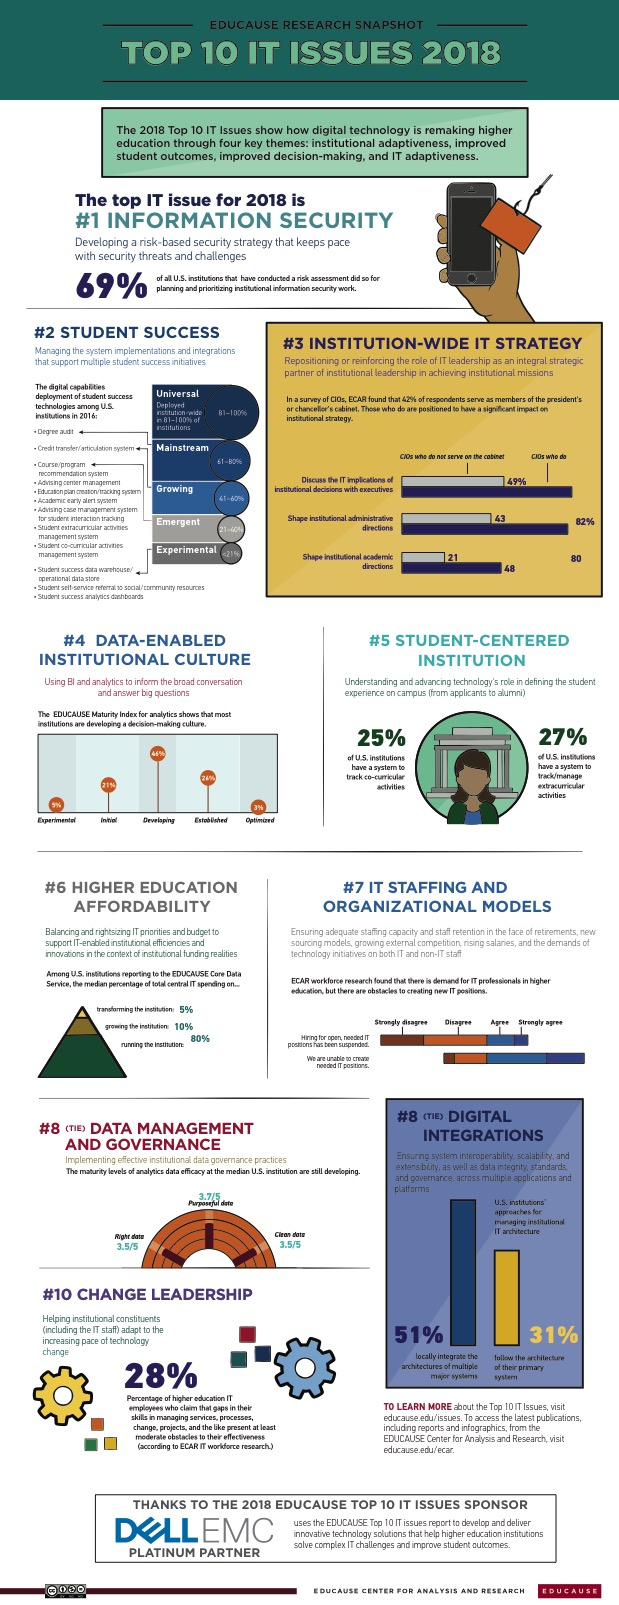 EDUCAUSE RESEARCH SNAPSHOT
TOP 10 IT ISSUES 2018
The 2018 Top 10 IT Issues show how digital technology is remaking higher
education through four key themes: institutional adaptiveness, improved
student outcomes, improved decision-making, and IT adaptiveness.
The top IT issue for 2018 is
#1 INFORMATION SECURITY
Developing a risk-based security strategy that keeps pace
with security threats and challenges
69%
of all U.S. institutions that have conducted a risk assessment did so for
planning and prioritizing institutional information security work.
#2 STUDENT SUCCESS
Managing the system implementations and integrations
that support multiple student success initiatives
The digital capabilities
deployment of student success
technologies among U.S.
institutions in 2016:
• Degree audit
• Credit transfer/articulation system
• Course/program
recommendation system
• Advising center management
• Education plan creation/tracking system
• Academic early alert system
• Advising case management system
for student interaction tracking
• Student extracurricular activities
management system
• Student co-curricular activities
management system
• Student success data warehouse/
operational data store
• Student self-service referral to social/community resources
• Student success analytics dashboards
Universal
Deployed
institution-wide
in 81–100% of
institutions
81–100%
Mainstream
61–80%
Growing
41–60%
Emergent
21–40%
Experimental
<21%
#3 INSTITUTION-WIDE IT STRATEGY
Repositioning or reinforcing the role of IT leadership as an integral strategic
partner of institutional leadership in achieving institutional missions
In a survey of CIOs, ECAR found that 42% of respondents serve as members of the president's
or chancellor's cabinet. Those who do are positioned to have a significant impact on
institutional strategy.
CIOs who do not serve on the cabinet
CIOs who do
Discuss the IT implications of
institutional decisions with executives
49%
Shape institutional administrative
directions
43
82%
Shape institutional academic
directions
21
80
48
#4 DATA-ENABLED
INSTITUTIONAL CULTURE
Using BI and analytics to inform the broad conversation
and answer big questions
The EDUCAUSE Maturity Index for analytics shows that most
institutions are developing a decision-making culture.
5%
21%
46%
26%
3%
Experimental
Initial
Developing
Established
Optimized
#5 STUDENT-CENTERED
INSTITUTION
Understanding and advancing technology's role in defining the student
experience on campus (from applicants to alumni)
25%
of U.S. institutions
have a system to
track co-curricular
activities
27%
of U.S. institutions
have a system to
track/manage
extracurricular
activities
#6 HIGHER EDUCATION
AFFORDABILITY
Balancing and rightsizing IT priorities and budget to
support IT-enabled institutional efficiencies and
innovations in the context of institutional funding realities
Among U.S. institutions reporting to the EDUCAUSE Core Data
Service, the median percentage of total central IT spending on...
transforming the institution: 5%
growing the institution: 10%
running the institution: 80%
#7 IT STAFFING AND
ORGANIZATIONAL MODELS
Ensuring adequate staffing capacity and staff retention in the face of retirements, new
sourcing models, growing external competition, rising salaries, and the demands of
technology initiatives on both IT and non-IT staff
ECAR workforce research found that there is demand for IT professionals in higher
education, but there are obstacles to creating new IT positions.
Strongly disagree
Disagree
Agree
Strongly agree
Hiring for open, needed IT
positions has been suspended.
We are unable to create
needed IT positions.
#8 (TIE) DATA MANAGEMENT
AND GOVERNANCE
Implementing effective institutional data governance practices
The maturity levels of analytics data efficacy at the median U.S. institution are still developing.
3.7/5
Purposeful data
Right data
3.5/5
Clean data
3.5/5
#8 (TIE) DIGITAL
INTEGRATIONS
Ensuring system interoperability, scalability, and
extensibility, as well as data integrity, standards,
and governance, across multiple applications and
platforms
U.S. institutions'
approaches for
managing institutional
IT architecture
51%
locally integrate the
architectures of multiple
major systems
31%
follow the architecture
of their primary
system
#10 CHANGE LEADERSHIP
Helping institutional constituents
(including the IT staff) adapt to the
increasing pace of technology
change
28%
Percentage of higher education IT
employees who claim that gaps in their
skills in managing services, processes,
change, projects, and the like present at least
moderate obstacles to their effectiveness
(according to ECAR IT workforce research.)
TO LEARN MORE about the Top 10 IT Issues, visit
educause.edu/issues. To access the latest publications,
including reports and infographics, from the
EDUCAUSE Center for Analysis and Research, visit
educause.edu/ecar.
THANKS TO THE 2018 EDUCAUSE TOP 10 IT ISSUES SPONSOR
DELL EMC
PLATINUM PARTNER
uses the EDUCAUSE Top 10 IT issues report to develop and deliver
innovative technology solutions that help higher education institutions
solve complex IT challenges and improve student outcomes.
EDUCAUSE CENTER FOR ANALYSIS AND RESEARCH
EDUCAUSE